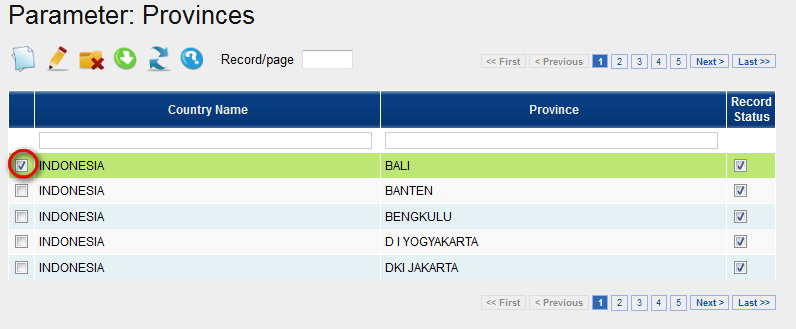 Parameter: Provinces
Record/page << First < Previous 1 2 3 4 5 Next > Last >>
Country Name Province Record Status
INDONESIA BALI
INDONESIA BANTEN
INDONESIA BENGKULU
INDONESIA D I YOGYAKARTA
INDONESIA DKI JAKARTA
<< First < Previous 1 2 3 4 5 Next > Last >>